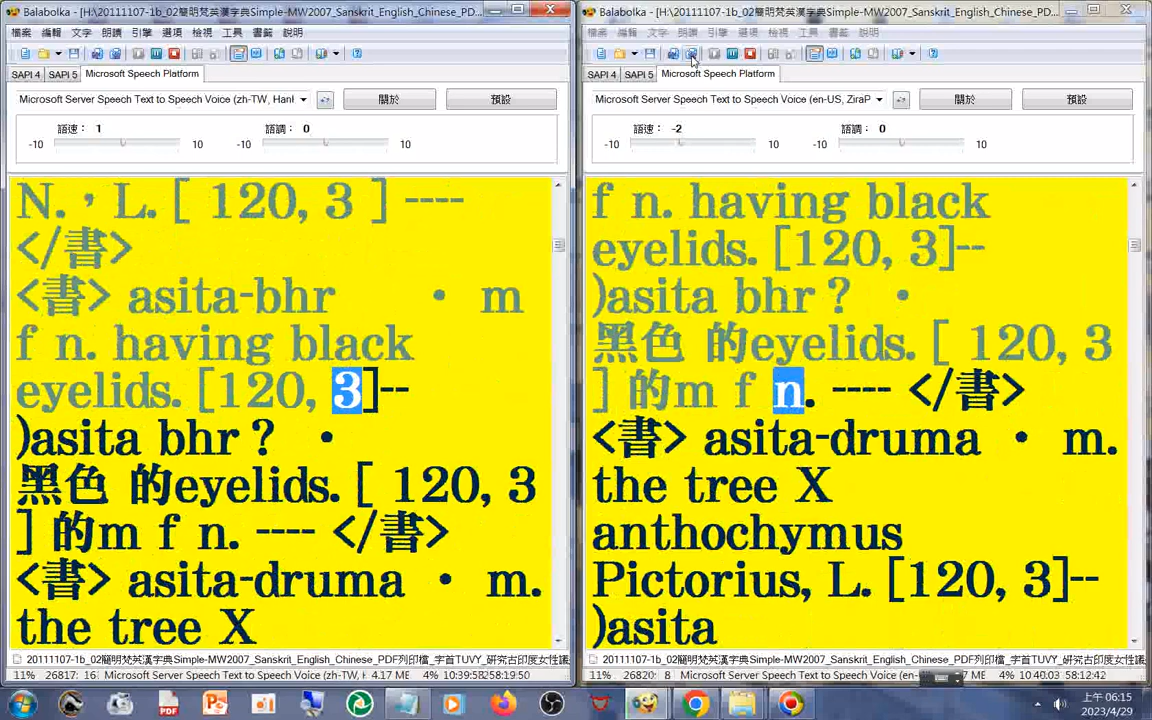 Balabolka - [H:\20111107-1b_02簡明梵英漢字典Simple-MW2007_Sanskrit_English_Chinese_PD...
檔案 編輯 文字 朗讀 引擎 選項 檢視 工具 書籤 說明
SAPI 4 SAPI 5 Microsoft Speech Platform
Microsoft Server Speech Text to Speech Voice (zh-TW, Hanl 關於 預設
語速： 1 語調： 0
-10 10 -10 10
N.，L. [ 120, 3 ] ----
</書>
<書> asita-bhr • m
f n. having black
eyelids. [120, 3]--
)asita bhr？ •
黑色 的eyelids. [ 120, 3
] 的m f n. ---- </書>
<書> asita-druma • m.
the tree X
20111107-1b_02簡明梵英漢字典Simple-MW2007_Sanskrit_English_Chinese_PDF列印檔_字首TUVY_研究古印度女性議
11% 26817: 16 Microsoft Server Speech Text to Speech Voice (zh-TW, 4.17 ME 4% 10:39:58\58:19:50
Balabolka - [H:\20111107-1b_02簡明梵英漢字典Simple-MW2007_Sanskrit_English_Chinese_PDF...
檔案 編輯 文字 朗讀 引擎 選項 檢視 工具 書籤 說明
SAPI 4 SAPI 5 Microsoft Speech Platform
Microsoft Server Speech Text to Speech Voice (en-US, ZiraP 關於 預設
語速： -2 語調： 0
-10 10 -10 10
f n. having black
eyelids. [120, 3]--
)asita bhr？ •
黑色 的eyelids. [ 120, 3
] 的m f n. ---- </書>
<書> asita-druma • m.
the tree X
anthochymus
Pictorius, L. [120, 3]--
)asita
20111107-1b_02簡明梵英漢字典Simple-MW2007_Sanskrit_English_Chinese_PDF列印檔_字首TUVY_研究古印度女性議
11% 26820: 8 Microsoft Server Speech Text to Speech Voice 4% 10:40:03 58:12:42
上午 06:15
2023/4/29